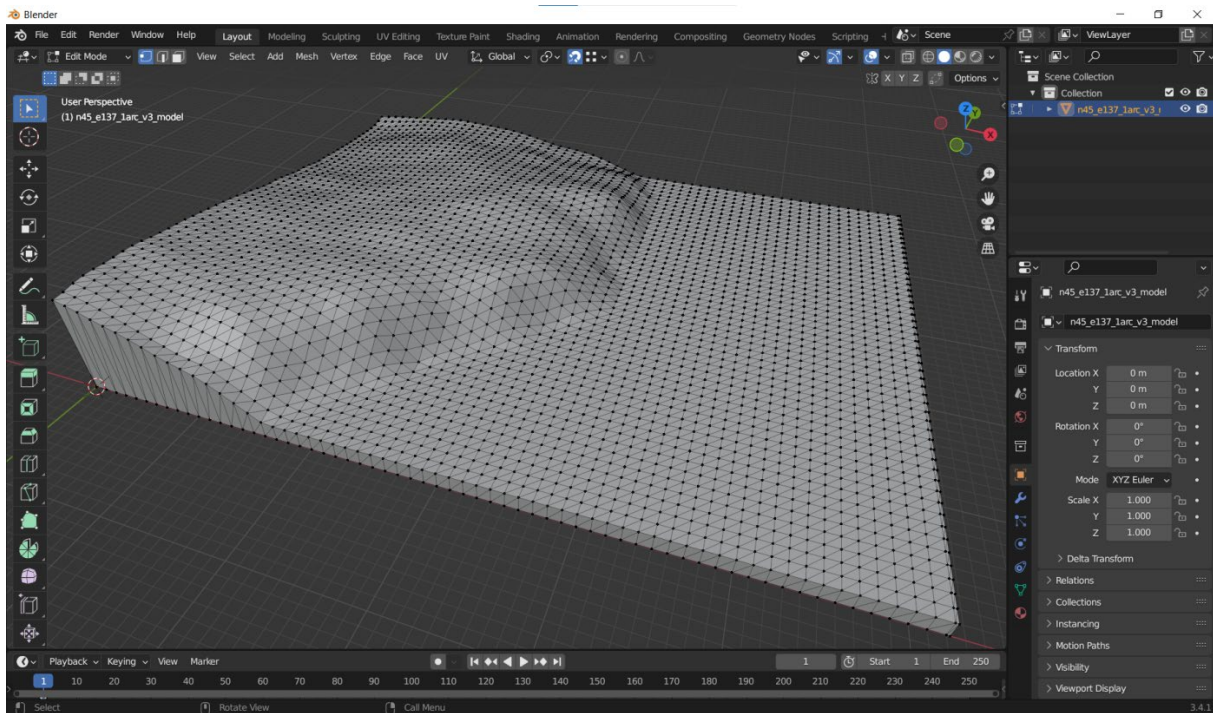 Blender
File Edit Render Window Help Layout Modeling Sculpting UV Editing Texture Paint Shading Animation Rendering Compositing Geometry Nodes Scripting Scene ViewLayer
Edit Mode View Select Add Mesh Vertex Edge Face UV Global
X Y Z Options
User Perspective
(1) n45_e137_1arc_v3_model
Z
Y
X
Scene Collection
Collection
n45_e137_1arc_v3_
n45_e137_1arc_v3_model
n45_e137_1arc_v3_model
Transform
Location X 0 m
Y 0 m
Z 0 m
Rotation X 0°
Y 0°
Z 0°
Mode XYZ Euler
Scale X 1.000
Y 1.000
Z 1.000
Delta Transform
Relations
Collections
Instancing
Motion Paths
Visibility
Viewport Display
Playback Keying View Marker 1 Start 1 End 250
1 10 20 30 40 50 60 70 80 90 100 110 120 130 140 150 160 170 180 190 200 210 220 230 240 250
Select Rotate View Call Menu 3.4.1